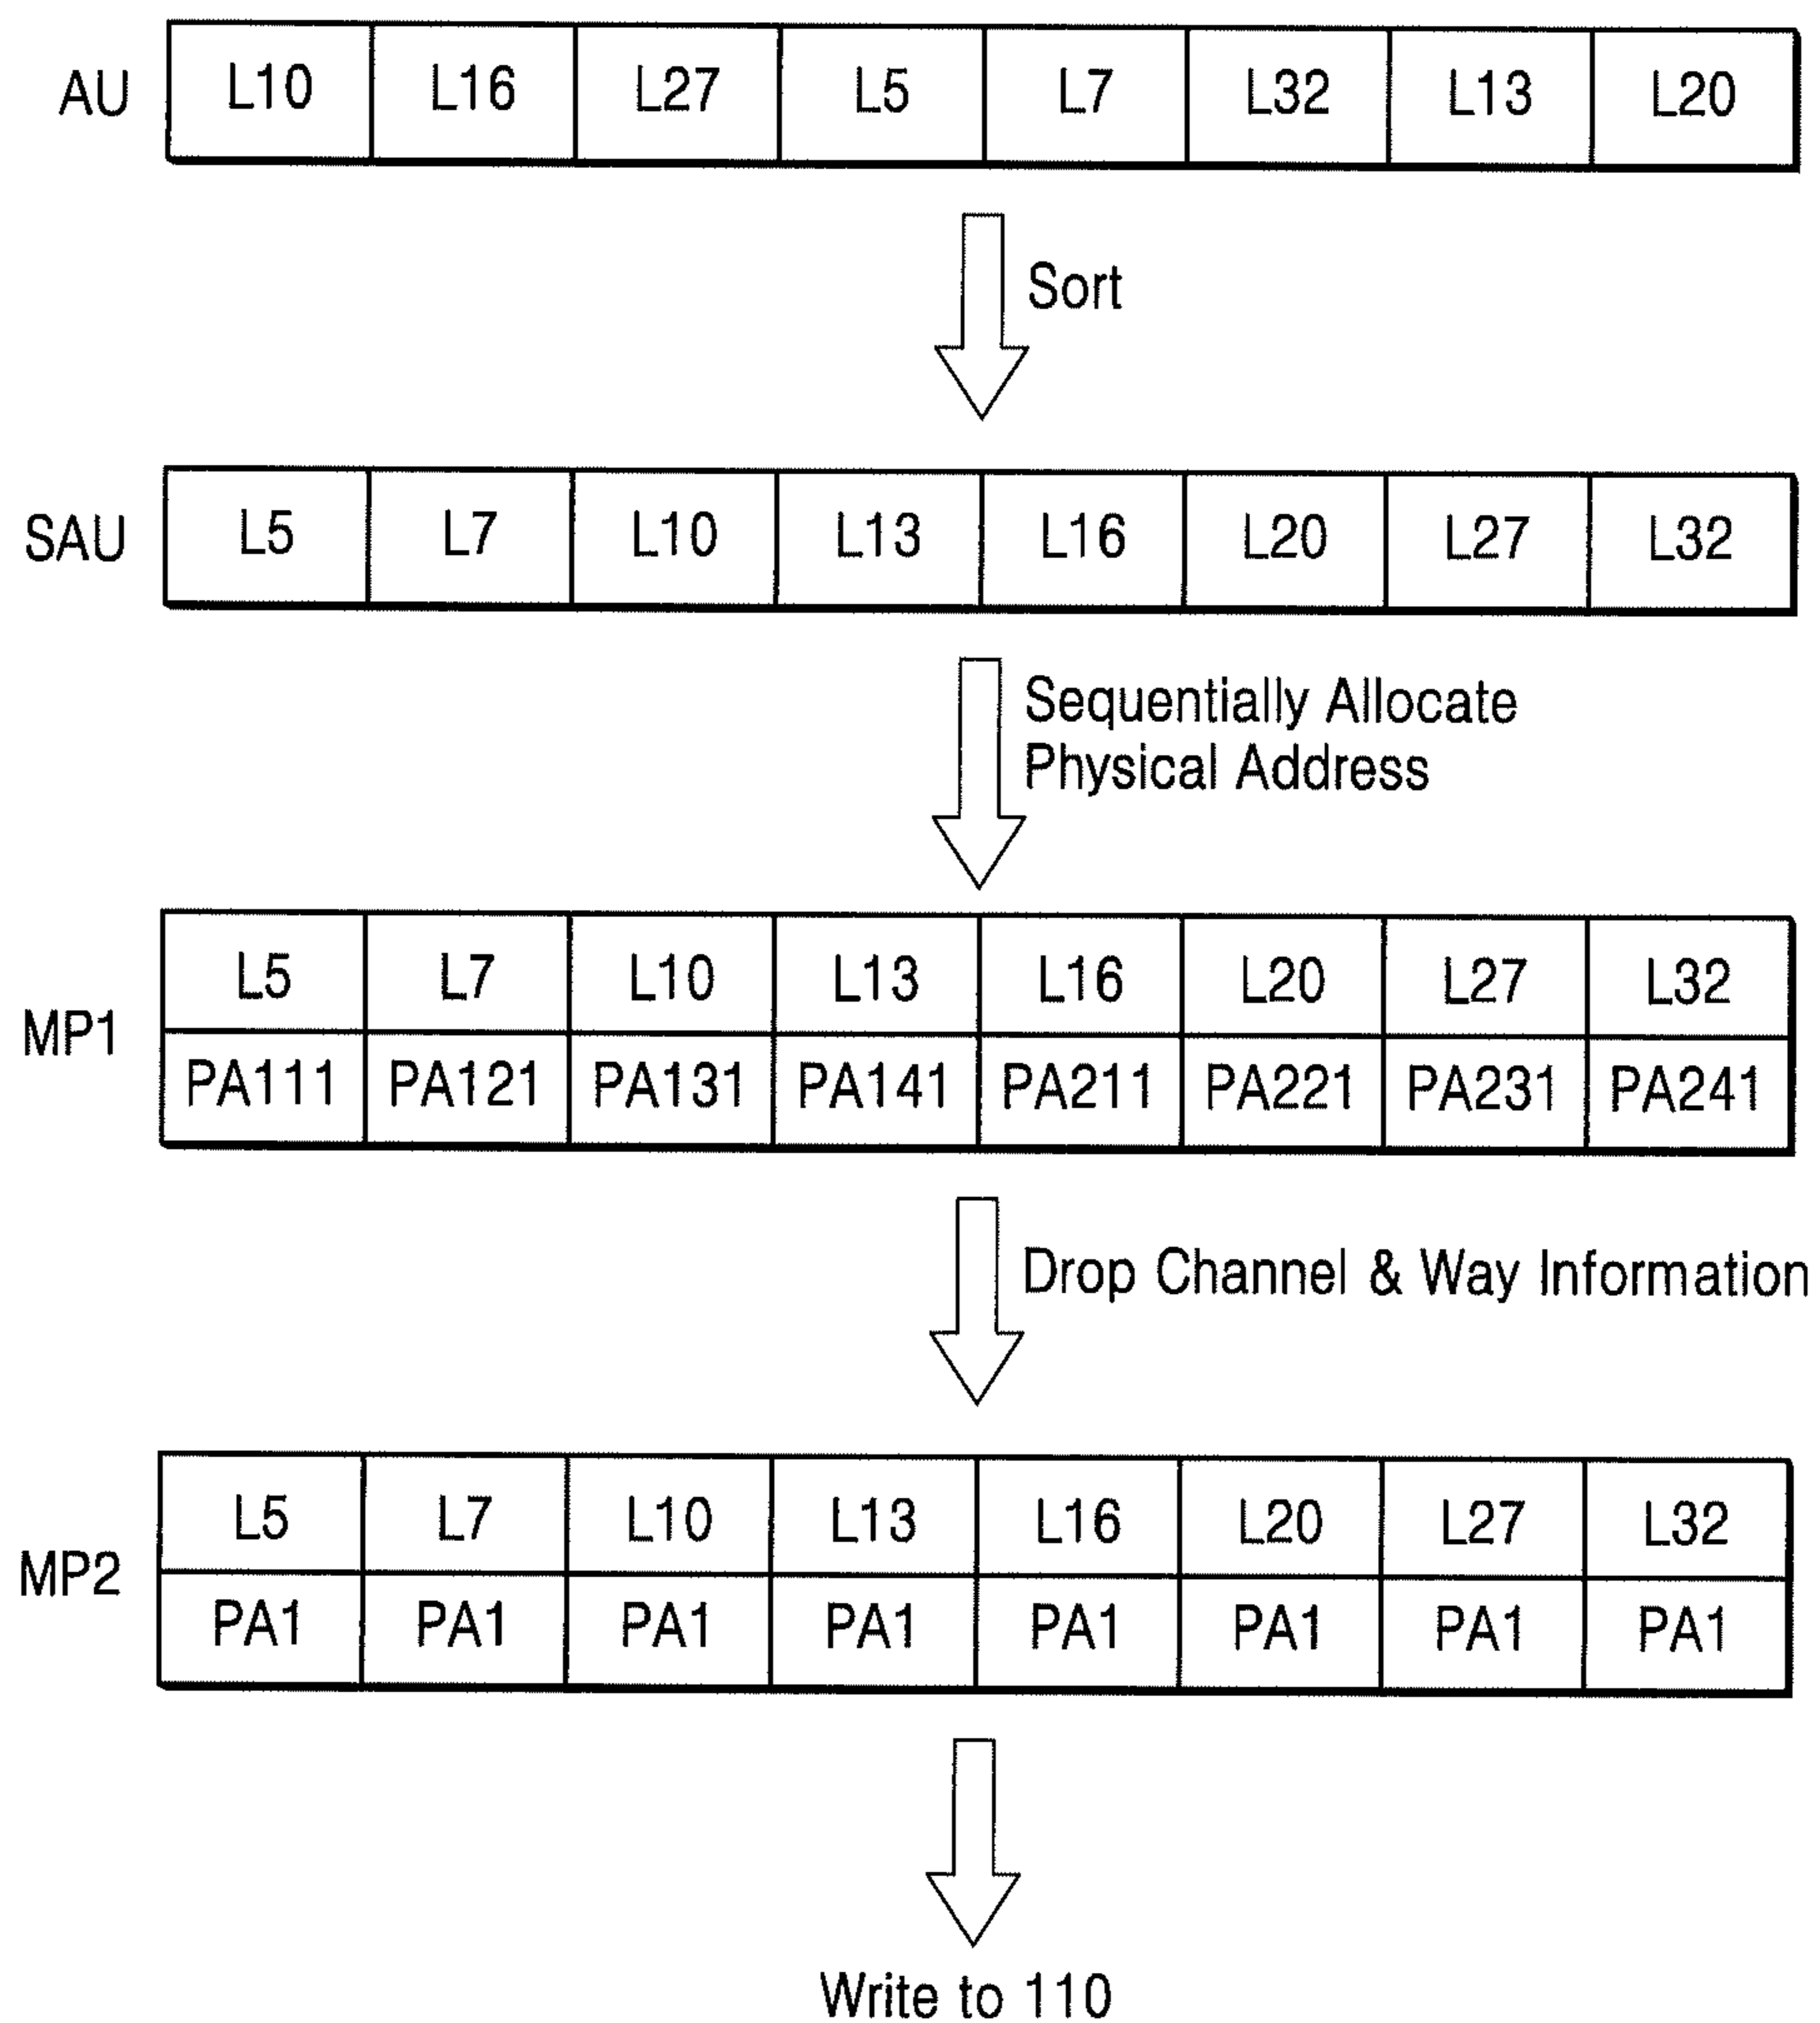 AU L10 L16 L27 L5 L7 L32 L13 L20
Sort
SAU L5 L7 L10 L13 L16 L20 L27 L32
Sequentially Allocate
Physical Address
L5 L7 L10 L13 L16 L20 L27 L32
MP1
PA111 PA121 PA131 PA141 PA211 PA221 PA231 PA241
Drop Channel & Way Information
L5 L7 L10 L13 L16 L20 L27 L32
MP2
PA1 PA1 PA1 PA1 PA1 PA1 PA1 PA1
Write to 110